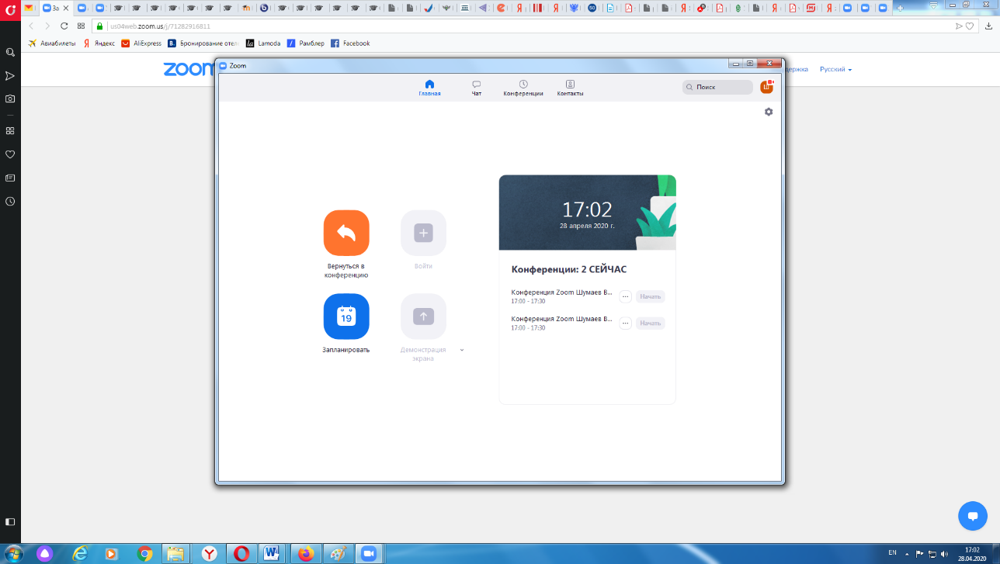 За
us04web.zoom.us/j/71282916811
Авиабилеты Яндекс AliExpress Бронирование отел Lamoda Рамблер Facebook
zoom
держка Русский
Zoom
Главная Чат Конференции Контакты Поиск Ш
17:02
28 апреля 2020 г.
Вернуться в
конференцию
Войти
19
Запланировать
Демонстрация
экрана
Конференции: 2 СЕЙЧАС
Конференция Zoom Шумаев В...
17:00 - 17:30
Начать
Конференция Zoom Шумаев В...
17:00 - 17:30
Начать
EN
17:02
28.04.2020